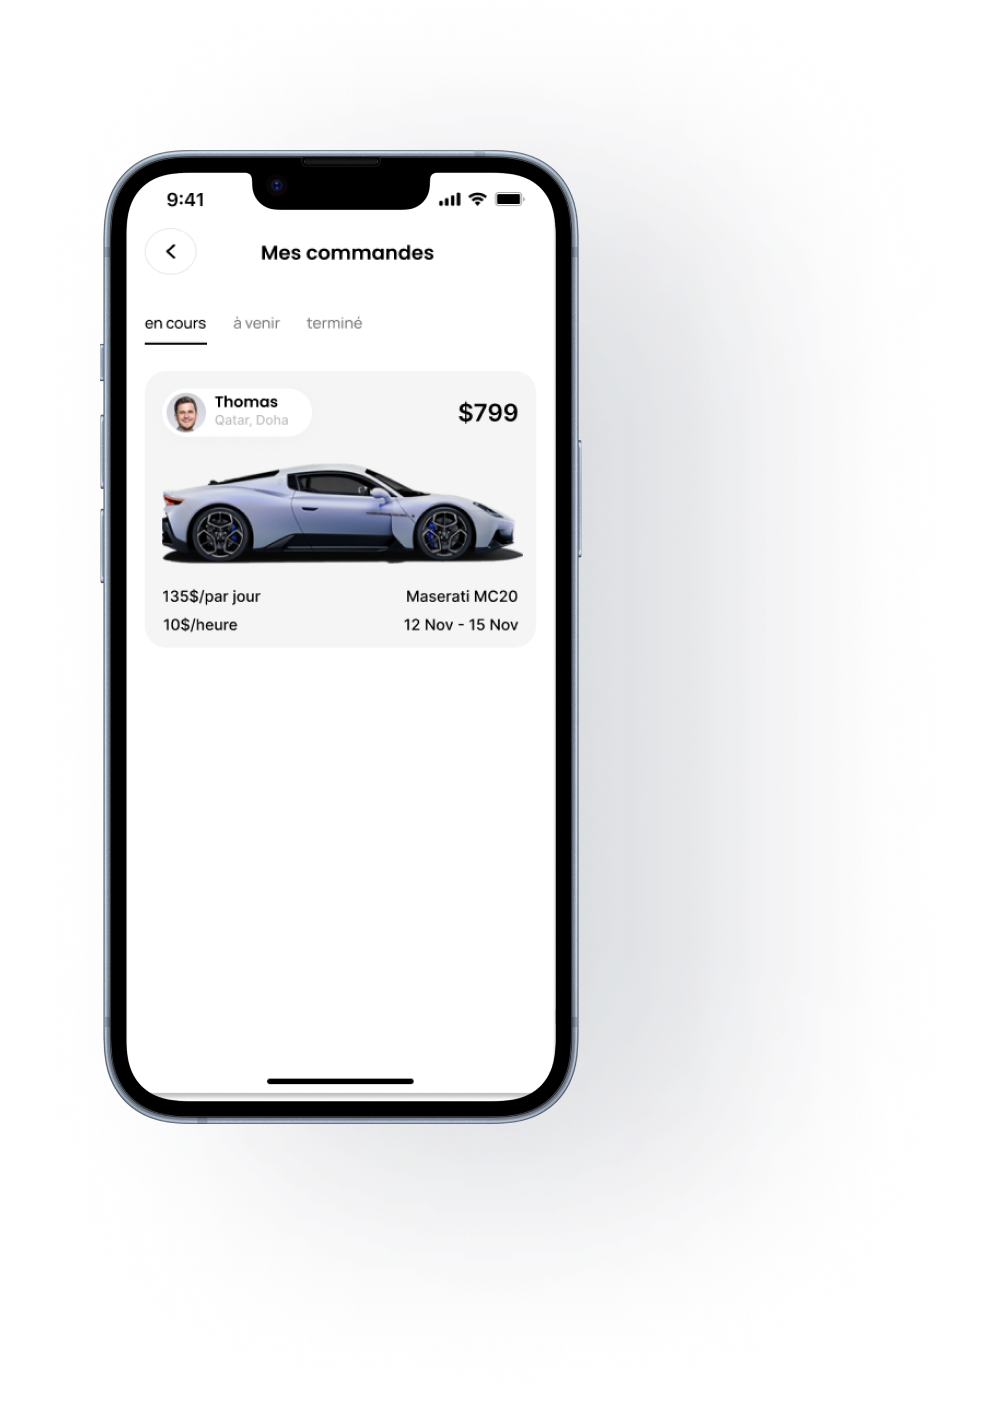 9:41
Mes commandes
en cours à venir terminé
Thomas
Qatar, Doha
$799
135$/par jour Maserati MC20
10$/heure 12 Nov - 15 Nov